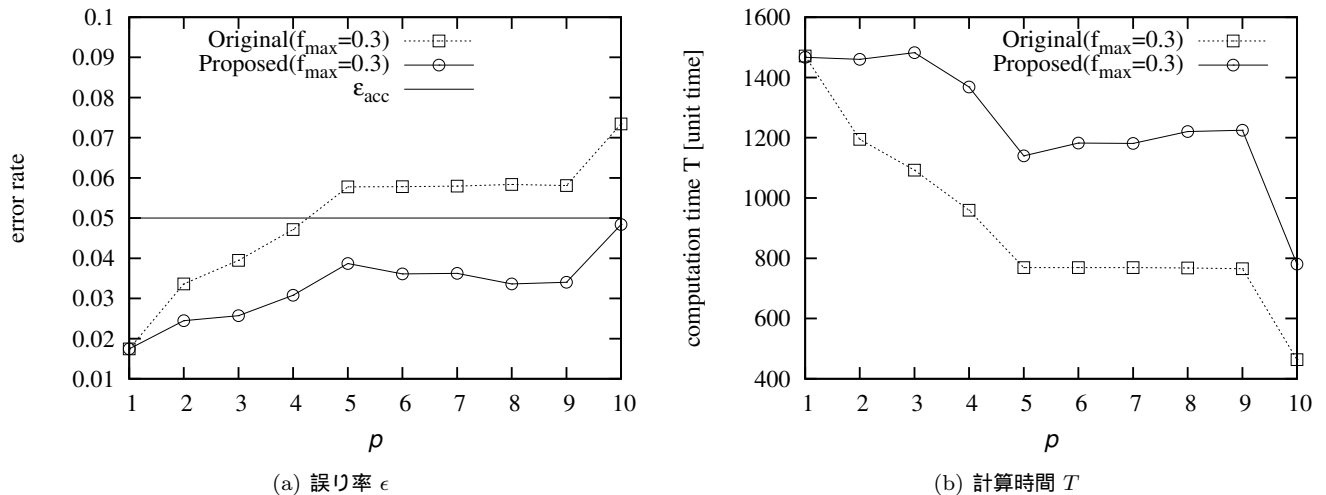 error rate
0.1
0.09
0.08
0.07
0.06
0.05
0.04
0.03
0.02
0.01
Original(fmax=0.3)
Proposed(fmax=0.3)
εacc
1 2 3 4 5 6 7 8 9 10
p
(a) 誤り率 ϵ
computation time T [unit time]
1600
1400
1200
1000
800
600
400
Original(fmax=0.3)
Proposed(fmax=0.3)
1 2 3 4 5 6 7 8 9 10
p
(b) 計算時間 T